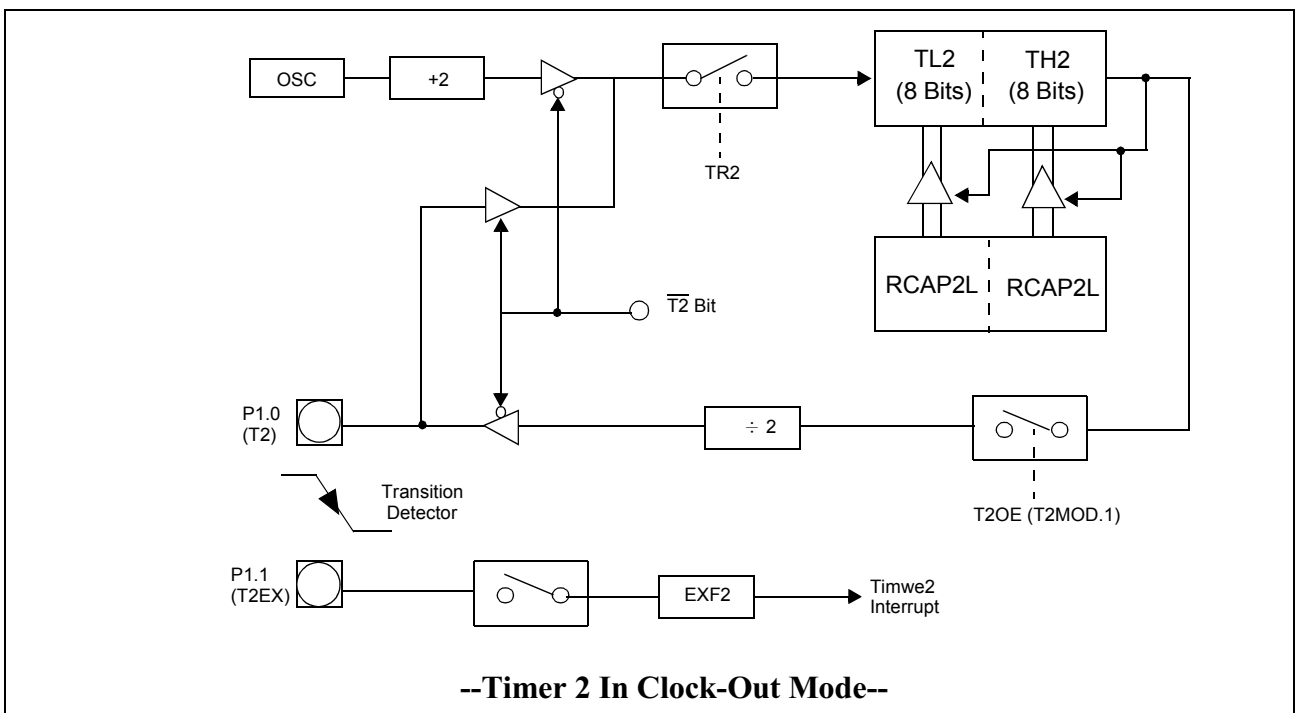 OSC
+2
TL2
(8 Bits)
TH2
(8 Bits)
TR2
RCAP2L
RCAP2L
T2 Bit
P1.0
(T2)
÷ 2
Transition
Detector
T2OE (T2MOD.1)
P1.1
(T2EX)
EXF2
Timwe2
Interrupt
--Timer 2 In Clock-Out Mode--